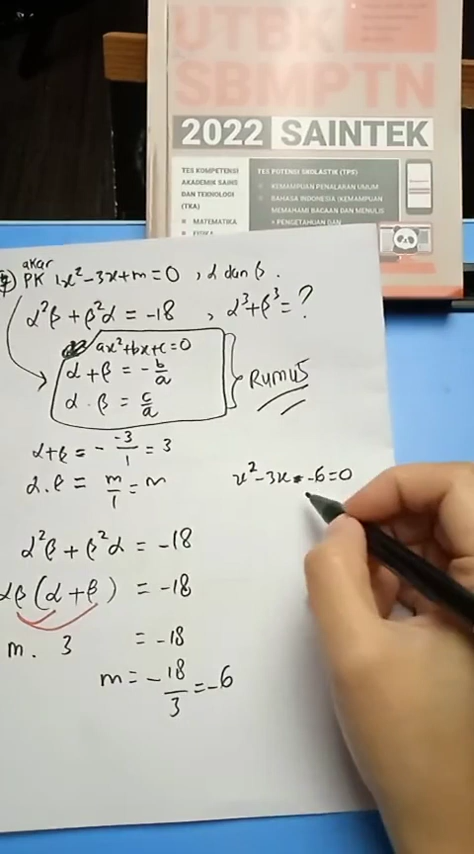 UTBK
SBMPTN
2022 SAINTEK
TES KOMPETENSI
AKADEMIK SAINS
DAN TEKNOLOGI
(TKA)
MATEMATIKA
FISIKA
TES POTENSI SKOLASTIK (TPS)
KEMAMPUAN PENALARAN UMUM
BAHASA INDONESIA (KEMAMPUAN
MEMAHAMI BACAAN DAN MENULIS
PENGETAHUAN DAN
akar
PK 1x² - 3x + m = 0 , α dan β .
α²β + β²α = -18 , α³ + β³ = ?
ax² + bx + c = 0
α + β = - b/a
α . β = c/a
} RUMUS
α + β = - -3/1 = 3
α . β = m/1 = m
x² - 3x -6 = 0
α²β + β²α = -18
αβ (α + β) = -18
m . 3 = -18
m = - 18/3 = -6